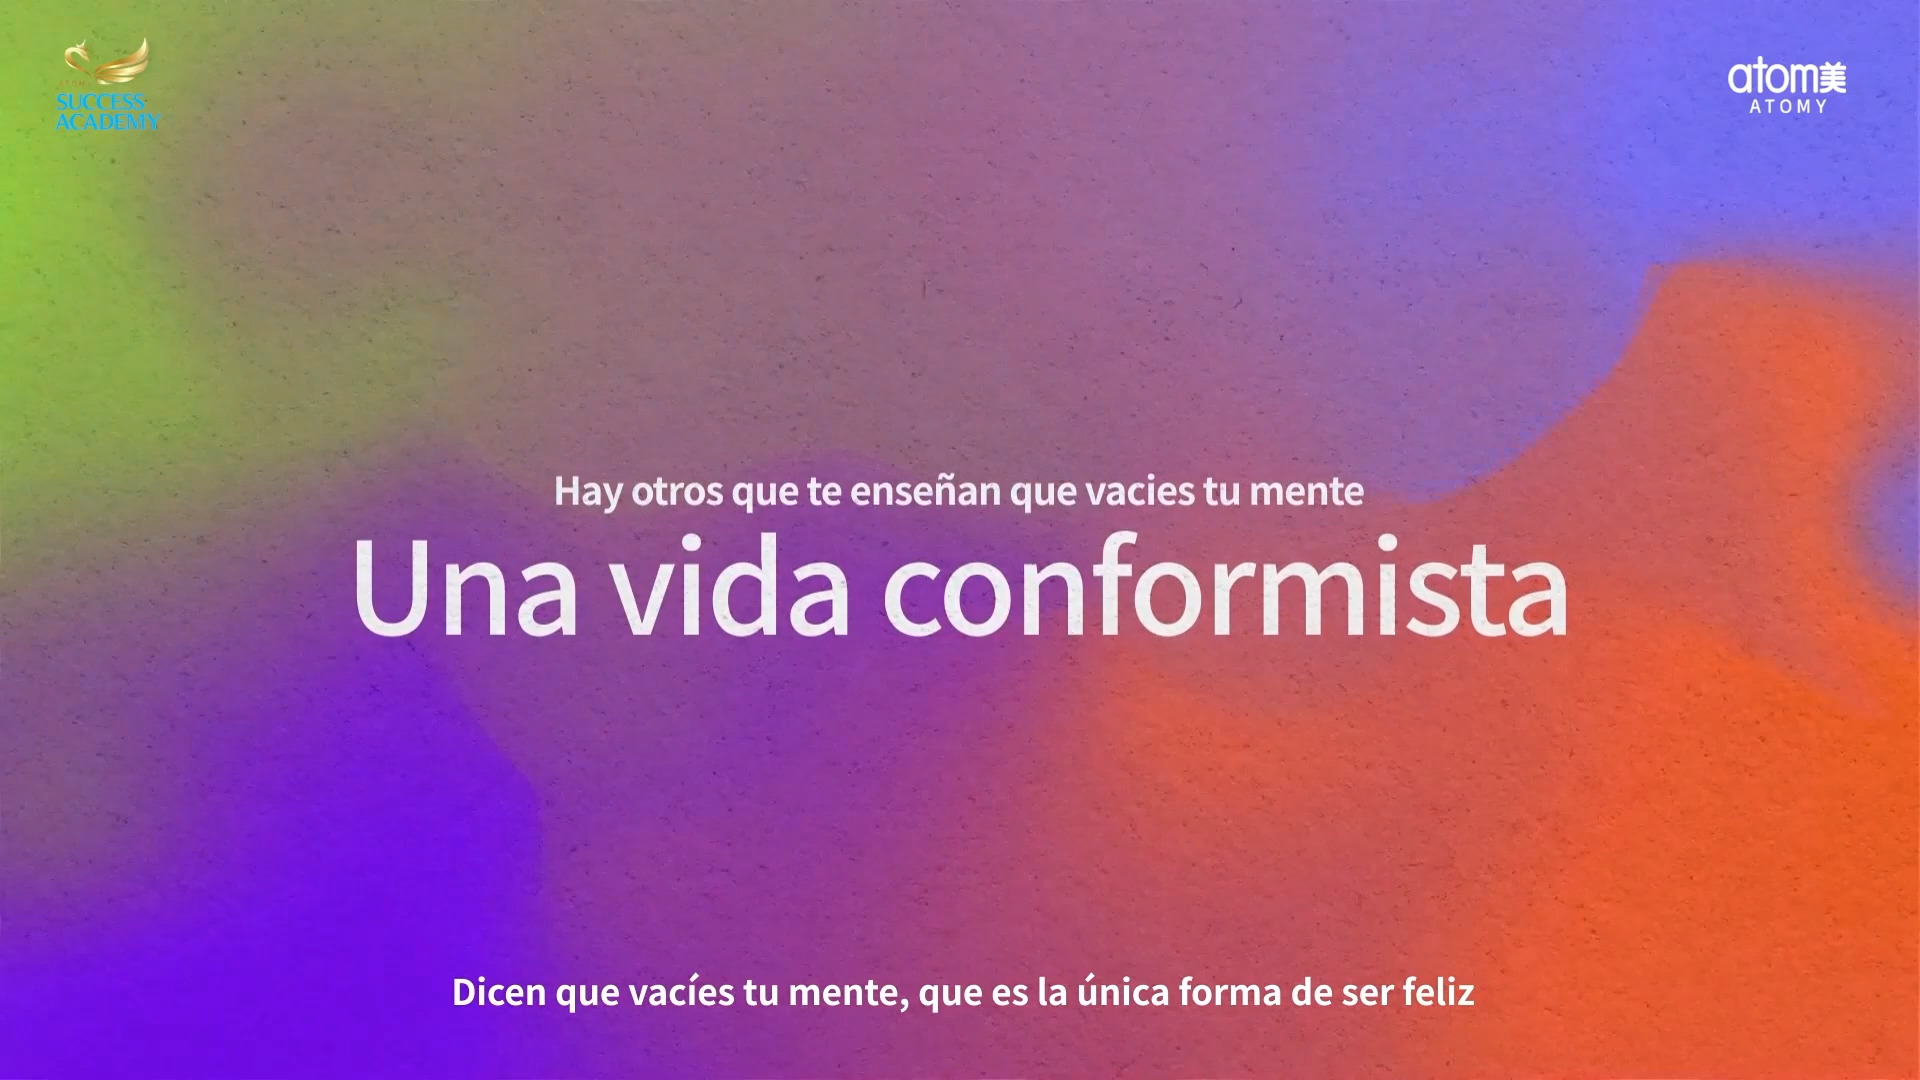 SUCCESS
ACADEMY
atom美
ATOMY
Hay otros que te enseñan que vacies tu mente
Una vida conformista
Dicen que vacíes tu mente, que es la única forma de ser feliz